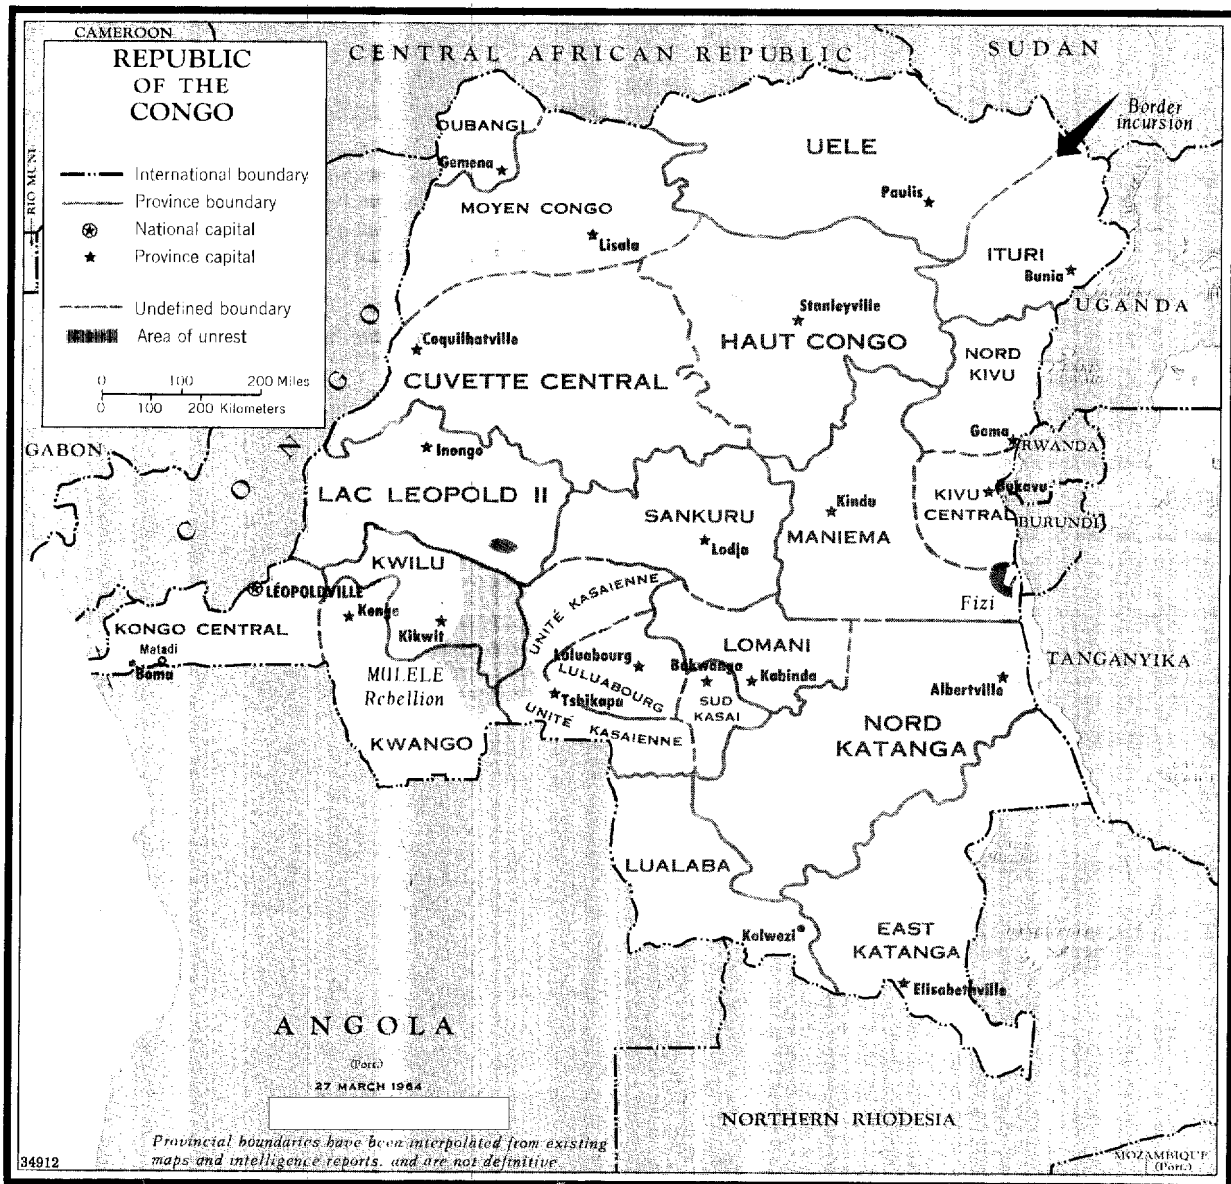 CAMEROON
REPUBLIC
OF THE
CONGO
International boundary
Province boundary
National capital
Province capital
Undefined boundary
Area of unrest
0 100 200 Miles
0 100 200 Kilometers
RIO MUNI
CENTRAL AFRICAN REPUBLIC
SUDAN
Border
incursion
OUBANGI
Gemena
UELE
Paulis
MOYEN CONGO
Lisala
ITURI
Bunia
UGANDA
Stanleyville
HAUT CONGO
Coquilhatville
CUVETTE CENTRAL
NORD
KIVU
CONGO
GABON
Inongo
Goma
RWANDA
LAC LEOPOLD II
KIVU
CENTRAL
Bukavu
BURUNDI
SANKURU
Lodja
Kindu
MANIEMA
KWILU
LÉOPOLDVILLE
Kenge
Kikwit
UNITÉ KASAIENNE
Fizi
KONGO CENTRAL
Matadi
Boma
LOMANI
Luluabourg
Bakwanga
Kabinda
LULUABOURG
Tshikapa
SUD
KASAI
UNITÉ KASAIENNE
MULELE
Rebellion
KWANGO
TANGANYIKA
Albertville
NORD
KATANGA
LUALABA
Kolwezi
EAST
KATANGA
Elisabethville
ANGOLA
(Port.)
27 MARCH 1964
NORTHERN RHODESIA
Provincial boundaries have been interpolated from existing
maps and intelligence reports, and are not definitive
34912
MOZAMBIQUE
(Port.)